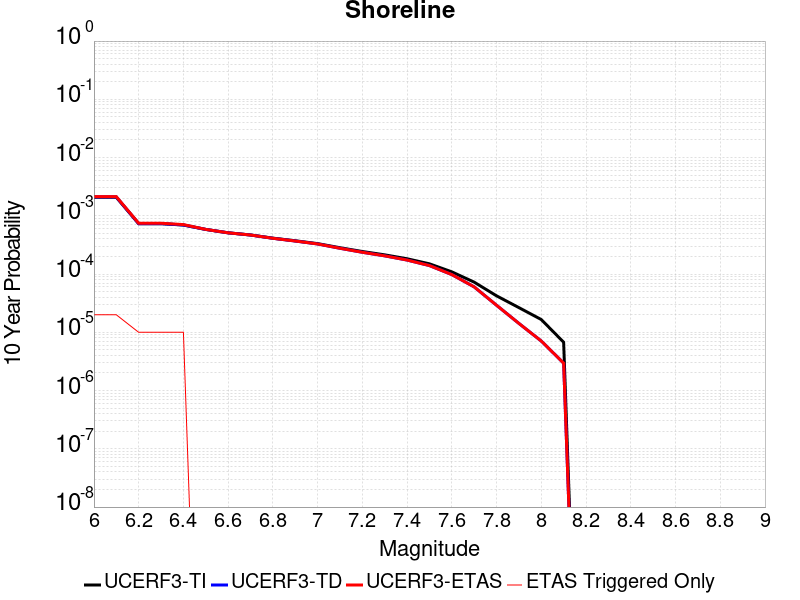 Shoreline
10 Year Probability
10^0
10^-1
10^-2
10^-3
10^-4
10^-5
10^-6
10^-7
10^-8
6 6.2 6.4 6.6 6.8 7 7.2 7.4 7.6 7.8 8 8.2 8.4 8.6 8.8 9
Magnitude
UCERF3-TI UCERF3-TD UCERF3-ETAS ETAS Triggered Only